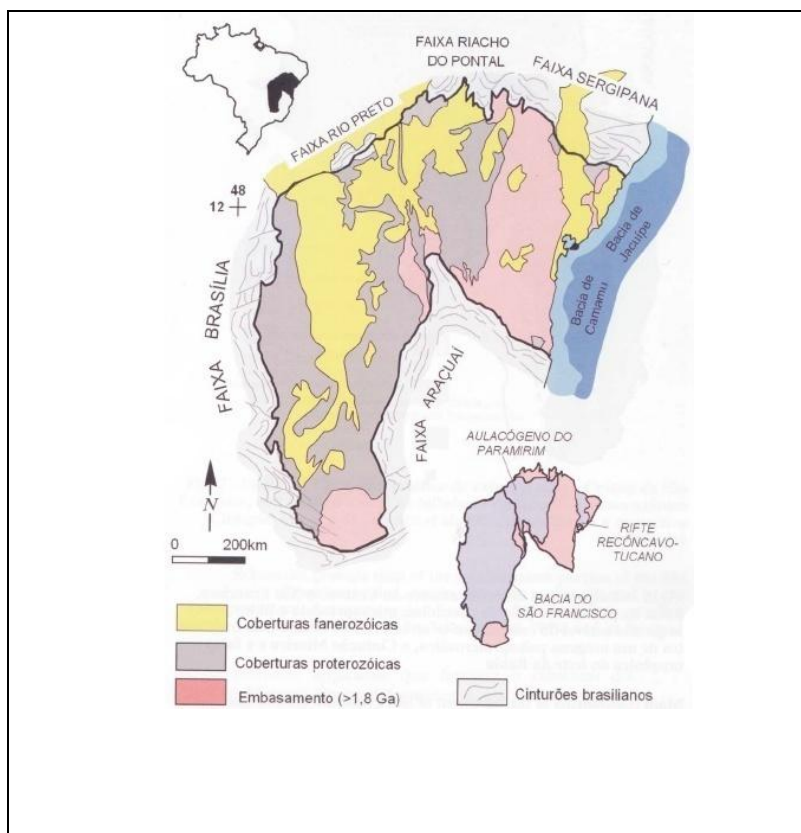 FAIXA RIACHO
DO PONTAL
FAIXA SERGIPANA
FAIXA RIO PRETO
48
12
Bacia de
Jacuípe
Bacia de
Camamu
FAIXA BRASÍLIA
FAIXA ARAÇUAÍ
N
0 200km
AULACÓGENO DO
PARAMIRIM
RIFTE
RECÔNCAVO-
TUCANO
BACIA DO
SÃO FRANCISCO
Coberturas fanerozóicas
Coberturas proterozóicas
Embasamento (>1,8 Ga)
Cinturões brasilianos